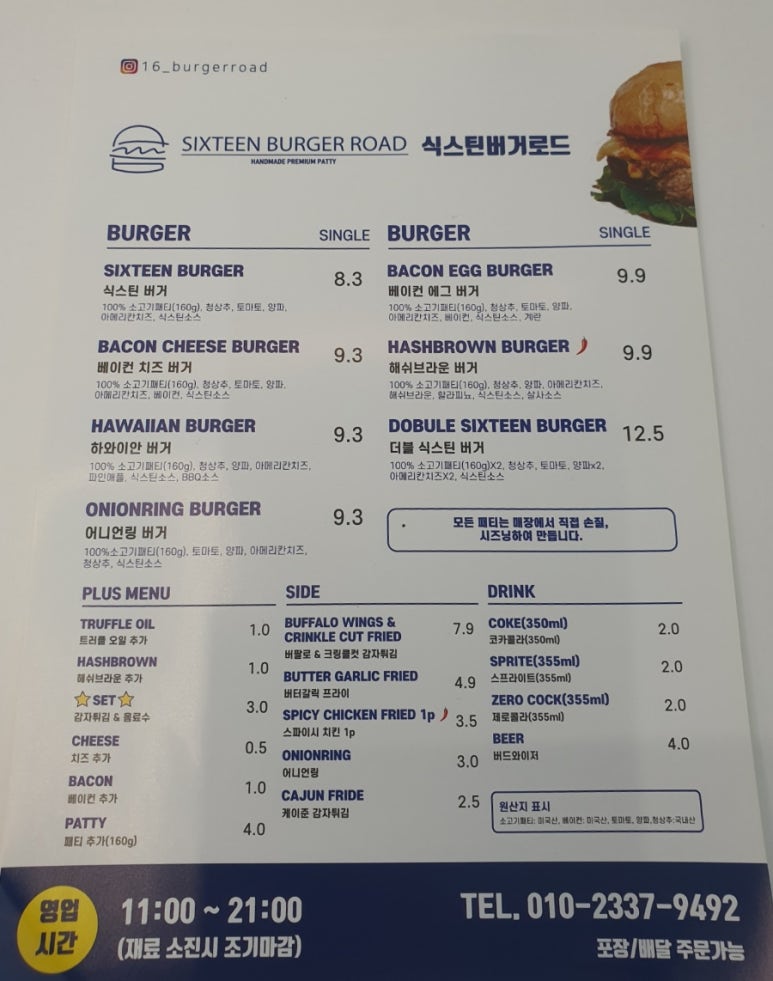 16_burgerroad
SIXTEEN BURGER ROAD 식스틴버거로드
HANDMADE PREMIUM PATTY
BURGER SINGLE
SIXTEEN BURGER 8.3
식스틴 버거
100% 소고기패티(160g), 청상추, 토마토, 양파,
아메리칸치즈, 식스틴소스
BACON CHEESE BURGER 9.3
베이컨 치즈 버거
100% 소고기패티(160g), 청상추, 토마토, 양파,
아메리칸치즈, 베이컨, 식스틴소스
HAWAIIAN BURGER 9.3
하와이안 버거
100% 소고기패티(160g), 청상추, 양파, 아메리칸치즈,
파인애플, 식스틴소스, BBQ소스
ONIONRING BURGER 9.3
어니언링 버거
100%소고기패티(160g), 토마토, 양파, 아메리칸치즈,
청상추, 식스틴소스
BURGER SINGLE
BACON EGG BURGER 9.9
베이컨 에그 버거
100% 소고기패티(160g), 청상추, 토마토, 양파,
아메리칸치즈, 베이컨, 식스틴소스, 계란
HASHBROWN BURGER 9.9
해쉬브라운 버거
100% 소고기패티(160g), 청상추, 양파, 아메리칸치즈,
해쉬브라운, 할라피뇨, 식스틴소스, 살사소스
DOBULE SIXTEEN BURGER 12.5
더블 식스틴 버거
100% 소고기패티(160g)X2, 청상추, 토마토, 양파x2,
아메리칸치즈X2, 식스틴소스
모든 패티는 매장에서 직접 손질,
시즈닝하여 만듭니다.
PLUS MENU
TRUFFLE OIL 1.0
트러플 오일 추가
HASHBROWN 1.0
해쉬브라운 추가
SET 3.0
감자튀김 & 음료수
CHEESE 0.5
치즈 추가
BACON 1.0
베이컨 추가
PATTY 4.0
패티 추가(160g)
SIDE
BUFFALO WINGS & 7.9
CRINKLE CUT FRIED
버팔로 & 크링클컷 감자튀김
BUTTER GARLIC FRIED 4.9
버터갈릭 프라이
SPICY CHICKEN FRIED 1p 3.5
스파이시 치킨 1p
ONIONRING 3.0
어니언링
CAJUN FRIDE 2.5
케이준 감자튀김
DRINK
COKE(350ml) 2.0
코카콜라(350ml)
SPRITE(355ml) 2.0
스프라이트(355ml)
ZERO COCK(355ml) 2.0
제로콜라(355ml)
BEER 4.0
버드와이저
원산지 표시
소고기패티: 미국산, 베이컨: 미국산, 토마토, 양파,청상추:국내산
영업
시간
11:00 ~ 21:00
(재료 소진시 조기마감)
TEL. 010-2337-9492
포장/배달 주문가능